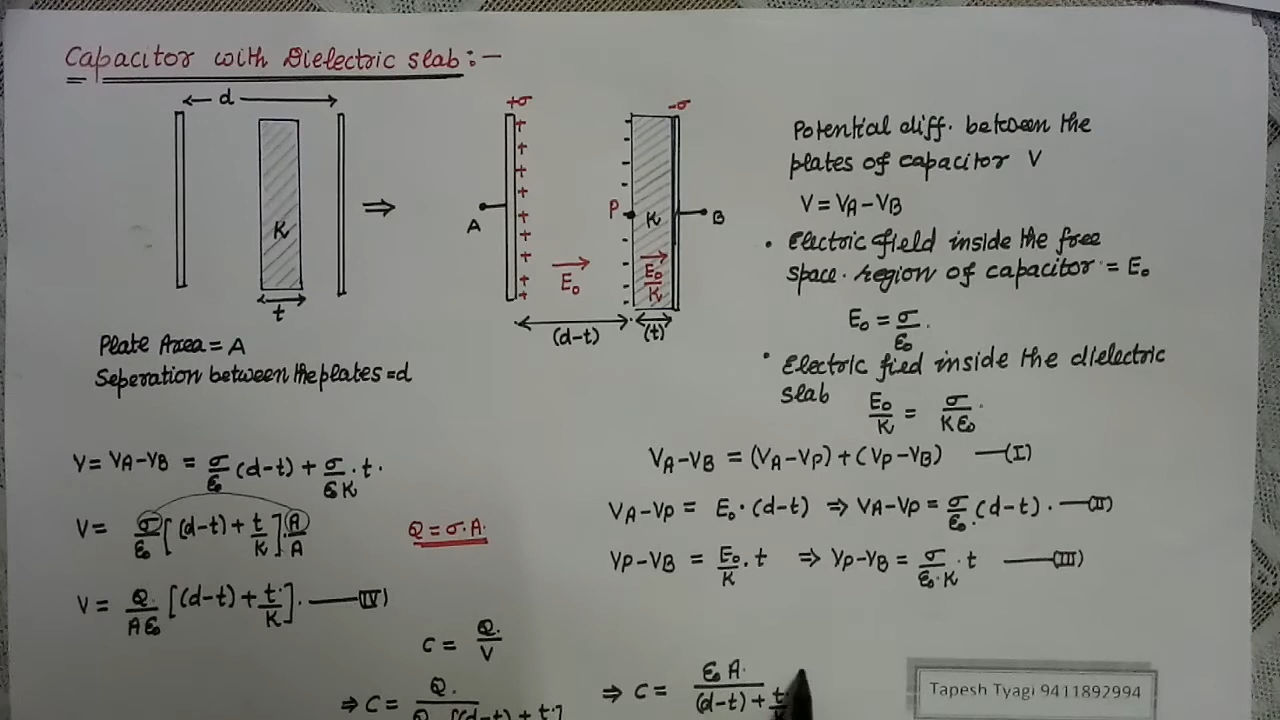 Capacitor with Dielectric slab :-
d
K
t
+σ
-σ
A
P
K
B
E₀
E₀/K
(d-t)
(t)
Plate Area = A
Seperation between the plates = d
Potential diff. between the
plates of capacitor V
V = VA - VB
• Electric field inside the free
space. region of capacitor = E₀
E₀ = σ/ε₀.
• Electric fied inside the dielectric
slab E₀/K = σ/Kε₀.
VA - VB = (VA - VP) + (VP - VB) —(I)
VA - VP = E₀·(d-t) ⇒ VA - VP = σ/ε₀.(d-t). —(II)
VP - VB = E₀/K . t ⇒ VP - VB = σ/ε₀·K · t —(III)
V = VA - VB = σ/ε₀ (d-t) + σ/ε₀K . t.
V = σ/ε₀ [(d-t) + t/K] . A/A
Q = σ.A.
V = Q/Aε₀ [(d-t) + t/K]. —(IV)
C = Q/V
⇒ C = Q.
⇒ C = ε₀A. / (d-t) + t/K
Tapesh Tyagi 9411892994